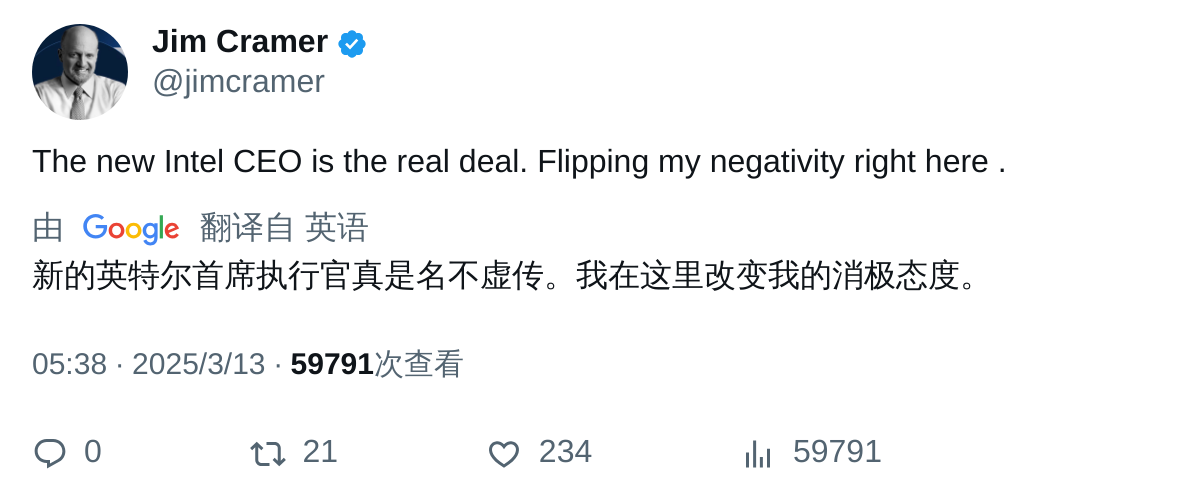 Jim Cramer
@jimcramer
The new Intel CEO is the real deal. Flipping my negativity right here .
由 Google 翻译自 英语
新的英特尔首席执行官真是名不虚传。我在这里改变我的消极态度。
05:38 · 2025/3/13 · 59791次查看
0 21 234 59791